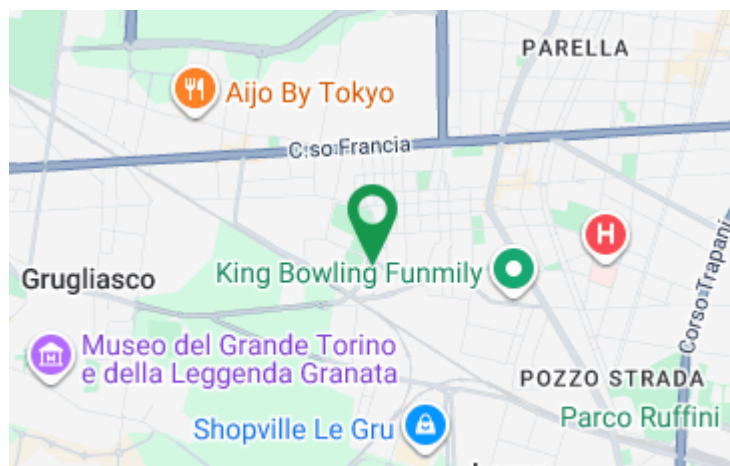 PARELLA
Aijo By Tokyo
C.so Francia
H
Corso Trapani
Grugliasco
King Bowling Funmily
Museo del Grande Torino
e della Leggenda Granata
POZZO STRADA
Parco Ruffini
Shopville Le Gru